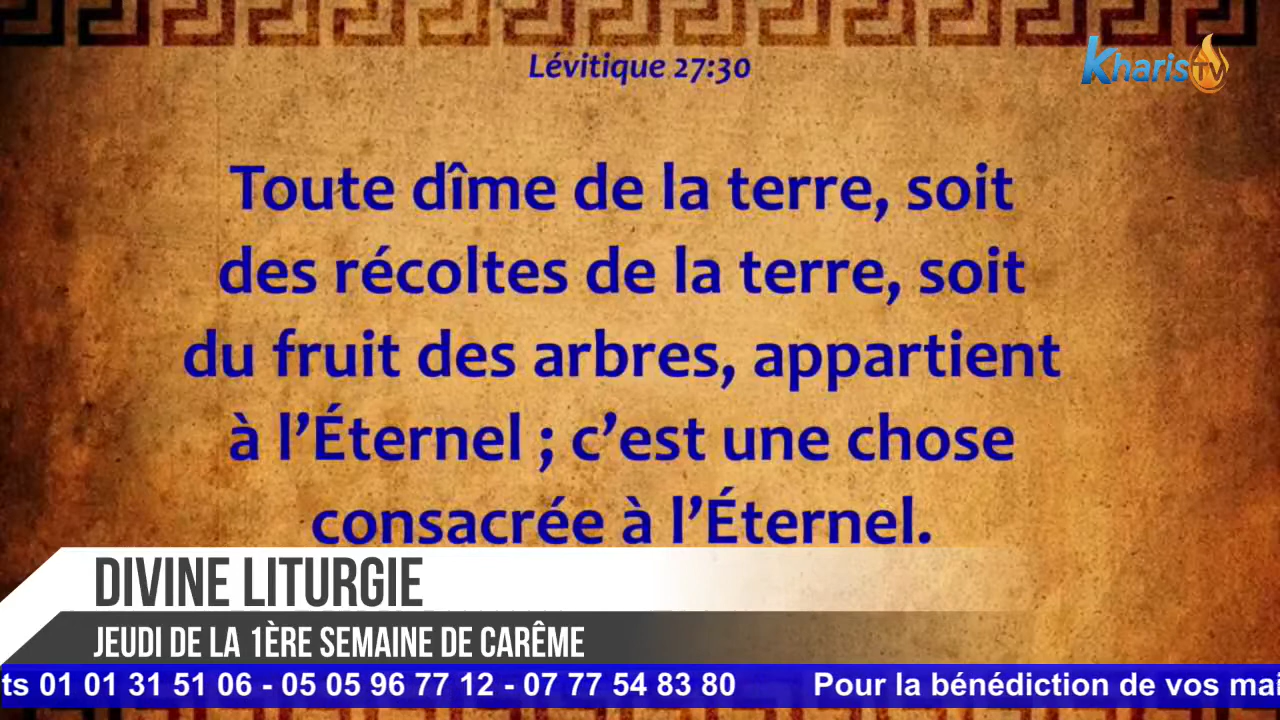 Lévitique 27:30
Kharis TV
Toute dîme de la terre, soit
des récoltes de la terre, soit
du fruit des arbres, appartient
à l’Éternel ; c’est une chose
consacrée à l’Éternel.
DIVINE LITURGIE
JEUDI DE LA 1ÈRE SEMAINE DE CARÊME
ts 01 01 31 51 06 - 05 05 96 77 12 - 07 77 54 83 80 Pour la bénédiction de vos mai